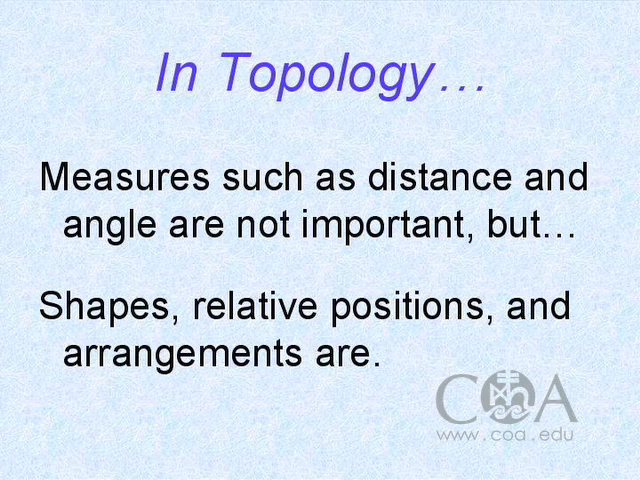 In Topology…
Measures such as distance and
angle are not important, but…
Shapes, relative positions, and
arrangements are.
COA
www.coa.edu